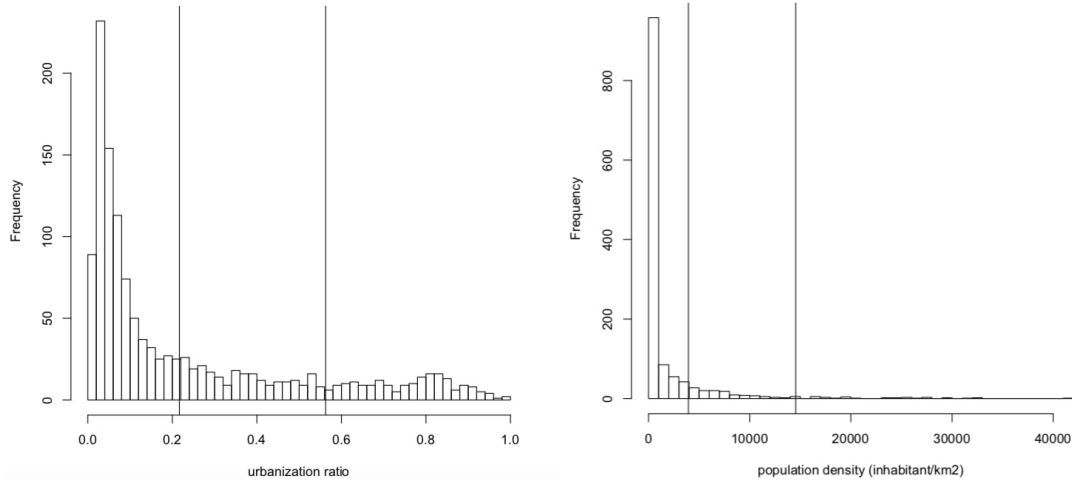 Frequency
200
150
100
50
0
0.0 0.2 0.4 0.6 0.8 1.0
urbanization ratio
Frequency
800
600
400
200
0
0 10000 20000 30000 40000
population density (inhabitant/km2)